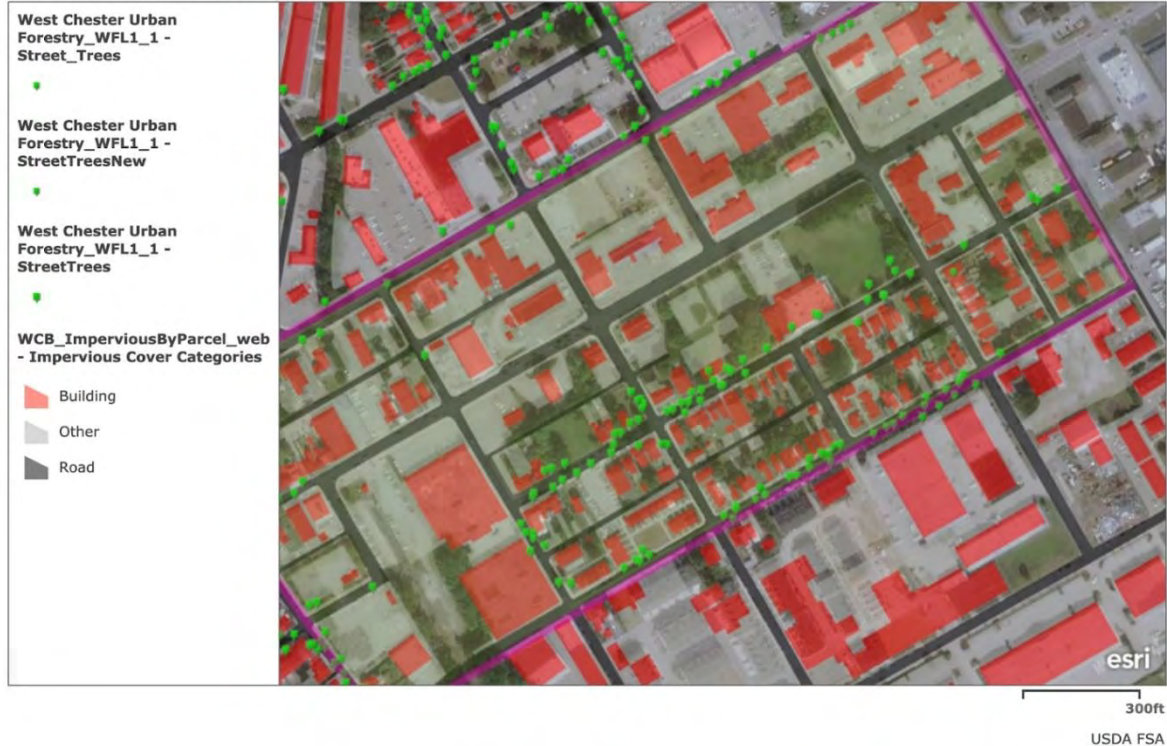 West Chester Urban
Forestry_WFL1_1 -
Street_Trees
West Chester Urban
Forestry_WFL1_1 -
StreetTreesNew
West Chester Urban
Forestry_WFL1_1 -
StreetTrees
WCB_ImperviousByParcel_web
- Impervious Cover Categories
Building
Other
Road
esri
300ft
USDA FSA